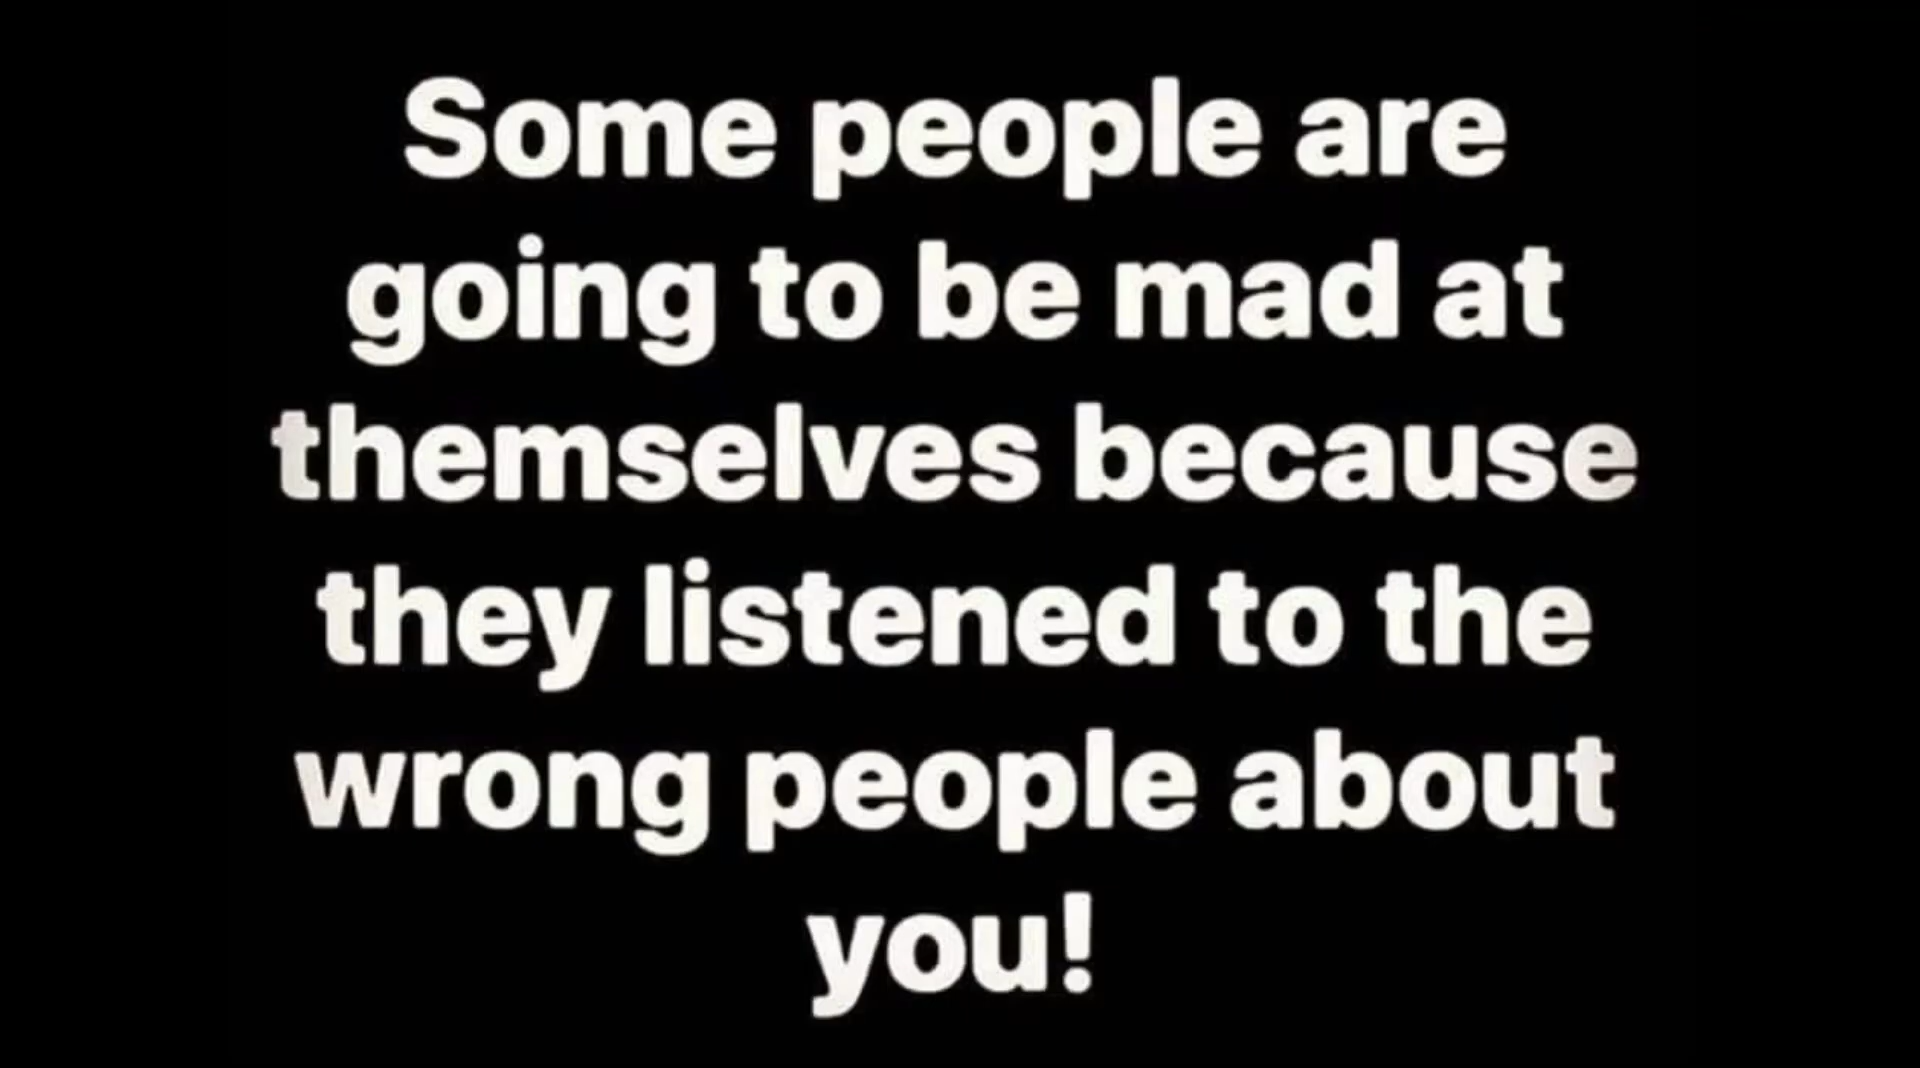 Some people are
going to be mad at
themselves because
they listened to the
wrong people about
you!